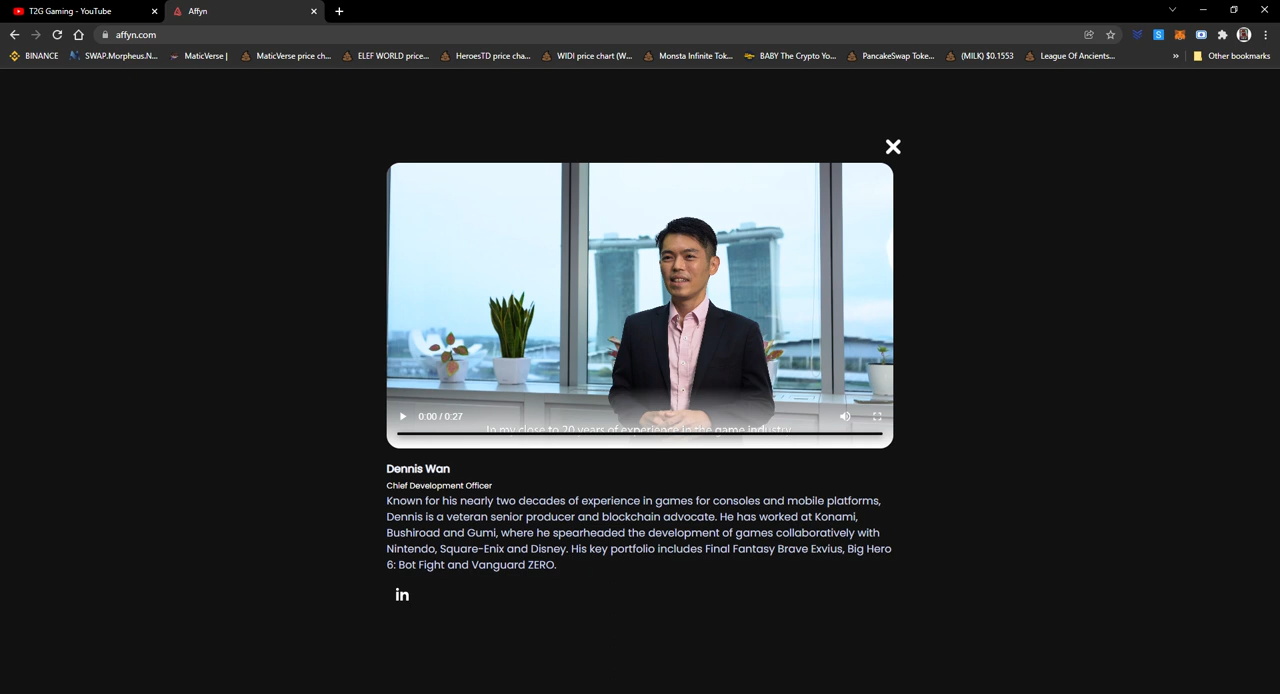 T2G Gaming - YouTube
Affyn
affyn.com
BINANCE
SWAP.Morpheus.N...
MaticVerse |
MaticVerse price ch...
ELEF WORLD price...
HeroesTD price cha...
WIDI price chart (W...
Monsta Infinite Tok...
BABY The Crypto Yo...
PancakeSwap Toke...
(MILK) $0.1553
League Of Ancients...
»
Other bookmarks
0:00 / 0:27
In my close to 20 years of experience in the game industry
Dennis Wan
Chief Development Officer
Known for his nearly two decades of experience in games for consoles and mobile platforms,
Dennis is a veteran senior producer and blockchain advocate. He has worked at Konami,
Bushiroad and Gumi, where he spearheaded the development of games collaboratively with
Nintendo, Square-Enix and Disney. His key portfolio includes Final Fantasy Brave Exvius, Big Hero
6: Bot Fight and Vanguard ZERO.
in